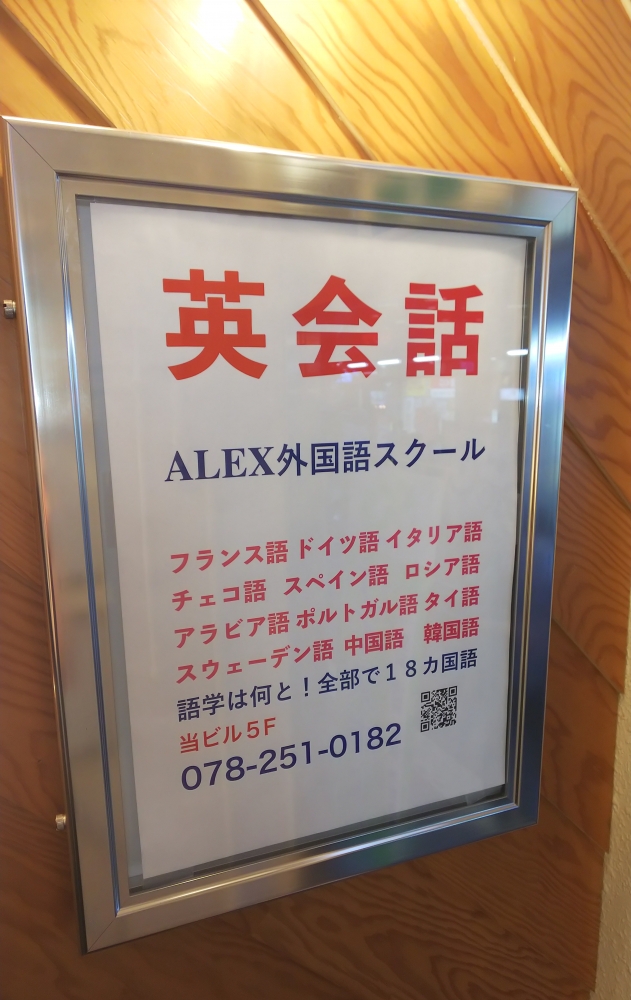 英会話
ALEX外国語スクール
フランス語 ドイツ語 イタリア語
チェコ語 スペイン語 ロシア語
アラビア語 ポルトガル語 タイ語
スウェーデン語 中国語 韓国語
語学は何と！全部で１８カ国語
当ビル５F
078-251-0182